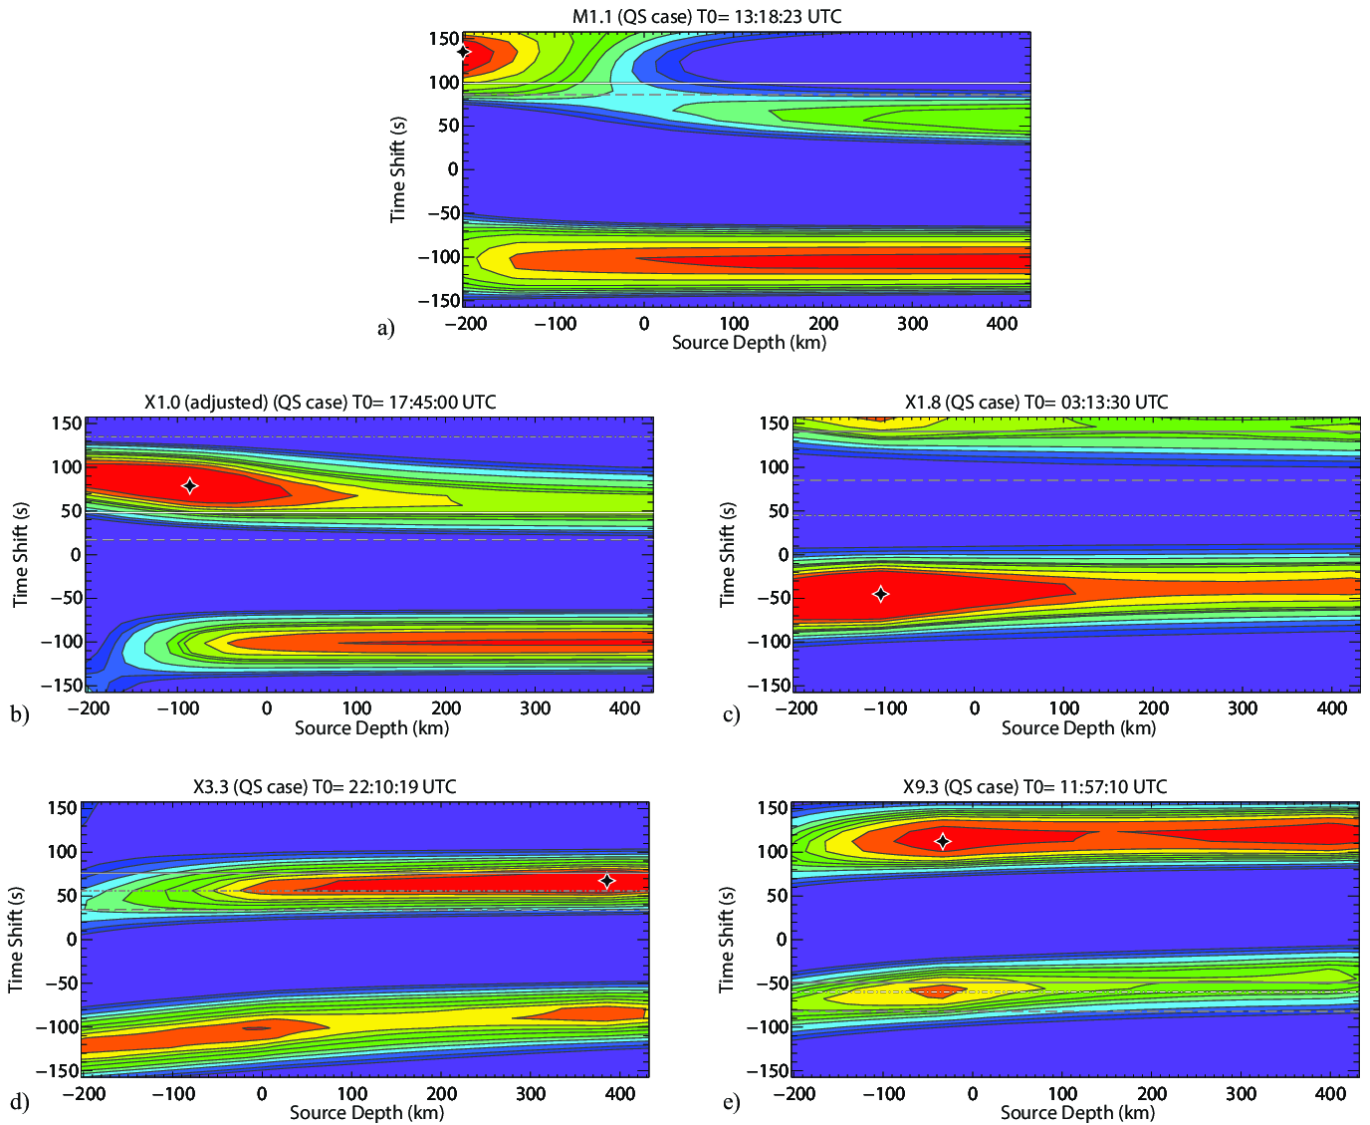 M1.1 (QS case) T0= 13:18:23 UTC
150
100
50
0
−50
−100
−150
Time Shift (s)
−200 −100 0 100 200 300 400
Source Depth (km)
a)
X1.0 (adjusted) (QS case) T0= 17:45:00 UTC
150
100
50
0
−50
−100
−150
Time Shift (s)
−200 −100 0 100 200 300 400
Source Depth (km)
b)
X1.8 (QS case) T0= 03:13:30 UTC
150
100
50
0
−50
−100
−150
Time Shift (s)
−200 −100 0 100 200 300 400
Source Depth (km)
c)
X3.3 (QS case) T0= 22:10:19 UTC
150
100
50
0
−50
−100
−150
Time Shift (s)
−200 −100 0 100 200 300 400
Source Depth (km)
d)
X9.3 (QS case) T0= 11:57:10 UTC
150
100
50
0
−50
−100
−150
Time Shift (s)
−200 −100 0 100 200 300 400
Source Depth (km)
e)